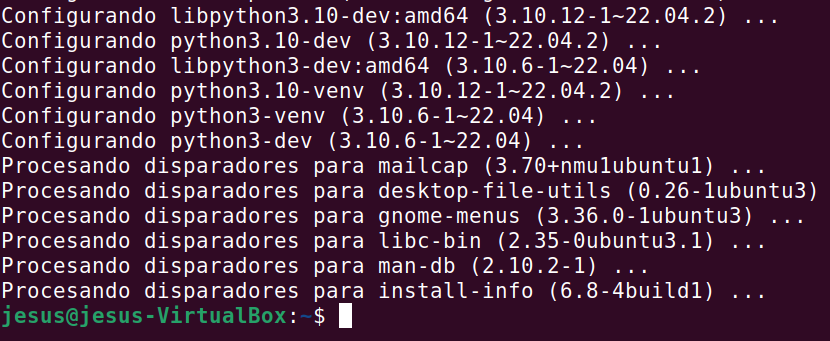 Configurando libpython3.10-dev:amd64 (3.10.12-1~22.04.2) ...
Configurando python3.10-dev (3.10.12-1~22.04.2) ...
Configurando libpython3-dev:amd64 (3.10.6-1~22.04) ...
Configurando python3.10-venv (3.10.12-1~22.04.2) ...
Configurando python3-venv (3.10.6-1~22.04) ...
Configurando python3-dev (3.10.6-1~22.04) ...
Procesando disparadores para mailcap (3.70+nmu1ubuntu1) ...
Procesando disparadores para desktop-file-utils (0.26-1ubuntu3)
Procesando disparadores para gnome-menus (3.36.0-1ubuntu3) ...
Procesando disparadores para libc-bin (2.35-0ubuntu3.1) ...
Procesando disparadores para man-db (2.10.2-1) ...
Procesando disparadores para install-info (6.8-4build1) ...
jesus@jesus-VirtualBox:~$